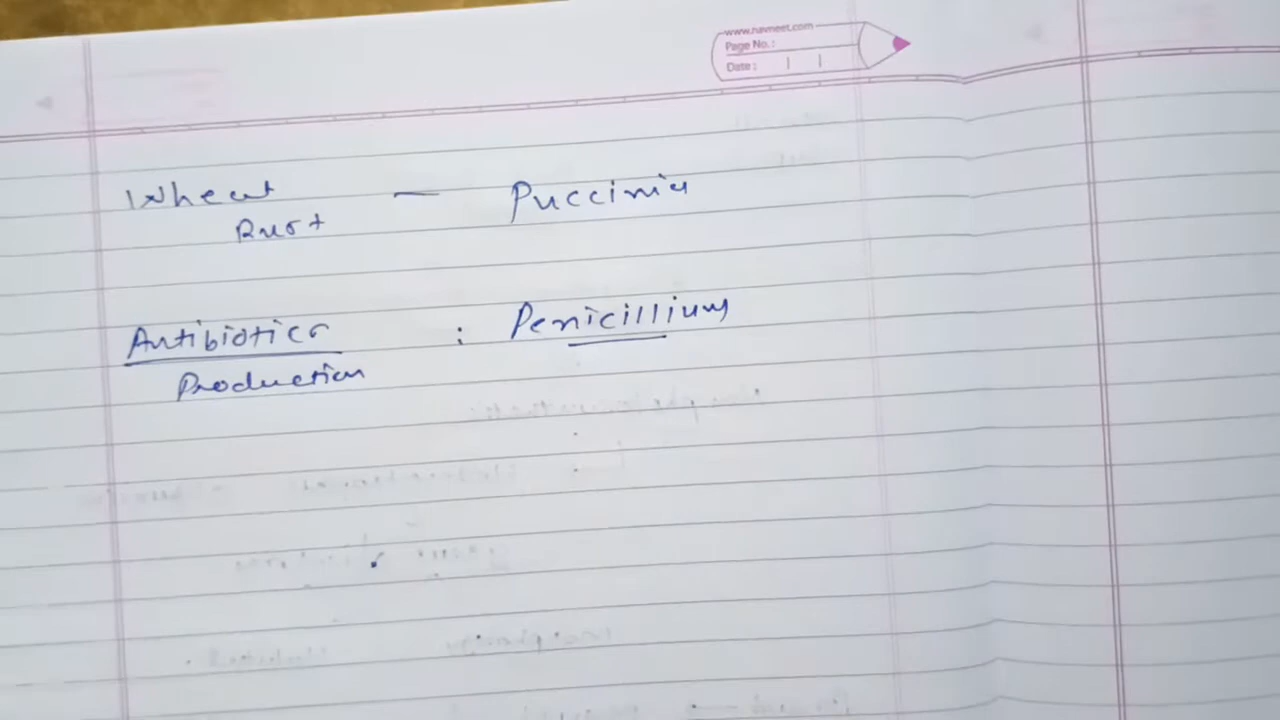 www.navneet.com
Page No. :
Date :
Wheat — Puccinia
Rust
Antibiotics : Penicillium
Production